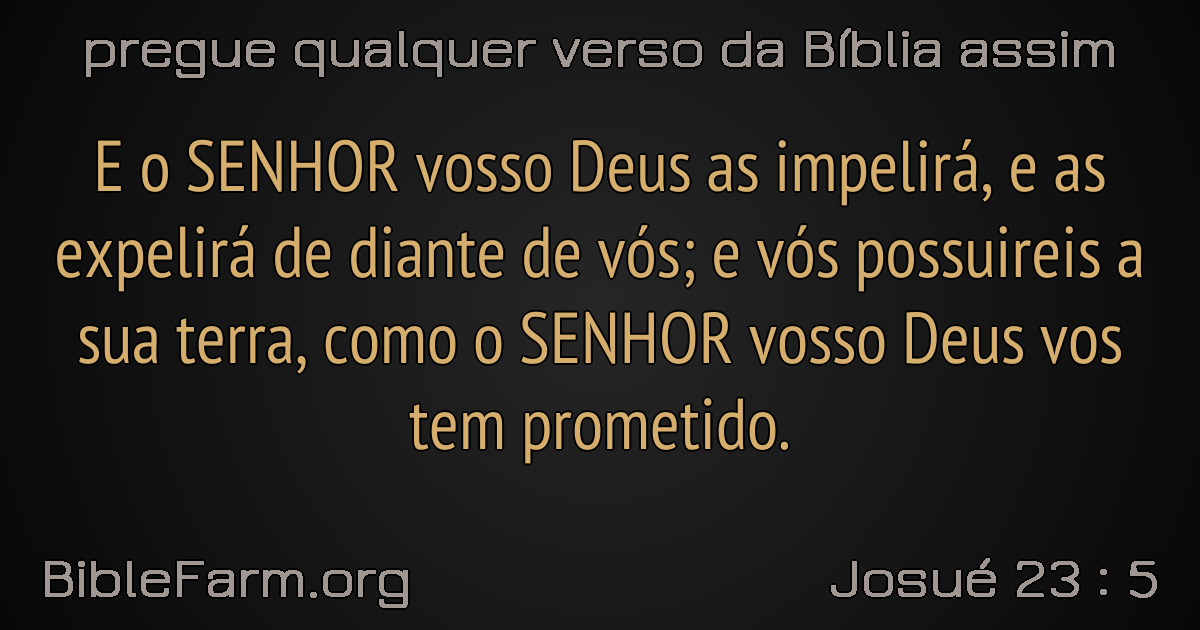 pregue qualquer verso da Bíblia assim
E o SENHOR vosso Deus as impelirá, e as
expelirá de diante de vós; e vós possuireis a
sua terra, como o SENHOR vosso Deus vos
tem prometido.
BibleFarm.org
Josué 23 : 5